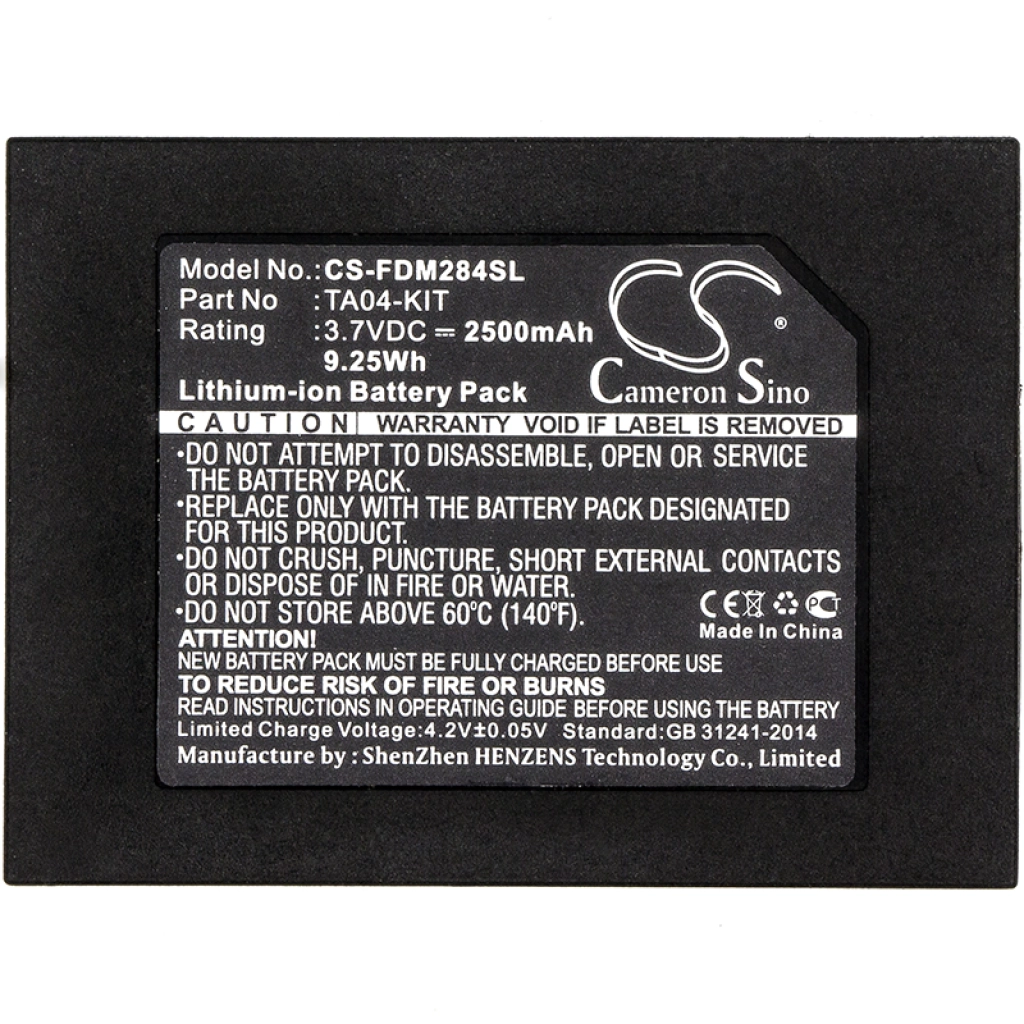 Model No.:CS-FDM284SL
Part No :TA04-KIT
Rating :3.7VDC ⎓ 2500mAh
9.25Wh
Lithium-ion Battery Pack
CS ®
Cameron Sino
CAUTION| WARRANTY VOID IF LABEL IS REMOVED
•DO NOT ATTEMPT TO DISASSEMBLE, OPEN OR SERVICE
THE BATTERY PACK.
•REPLACE ONLY WITH THE BATTERY PACK DESIGNATED
FOR THIS PRODUCT.
•DO NOT CRUSH, PUNCTURE, SHORT EXTERNAL CONTACTS
OR DISPOSE OF IN FIRE OR WATER.
•DO NOT STORE ABOVE 60°C (140°F).
CE PCT
Made In China
ATTENTION!
NEW BATTERY PACK MUST BE FULLY CHARGED BEFORE USE
TO REDUCE RISK OF FIRE OR BURNS
READ INSTRUCTIONS IN OPERATING GUIDE BEFORE USING THE BATTERY
Limited Charge Voltage:4.2V±0.05V Standard:GB 31241-2014
Manufacture by : ShenZhen HENZENS Technology Co., Limited